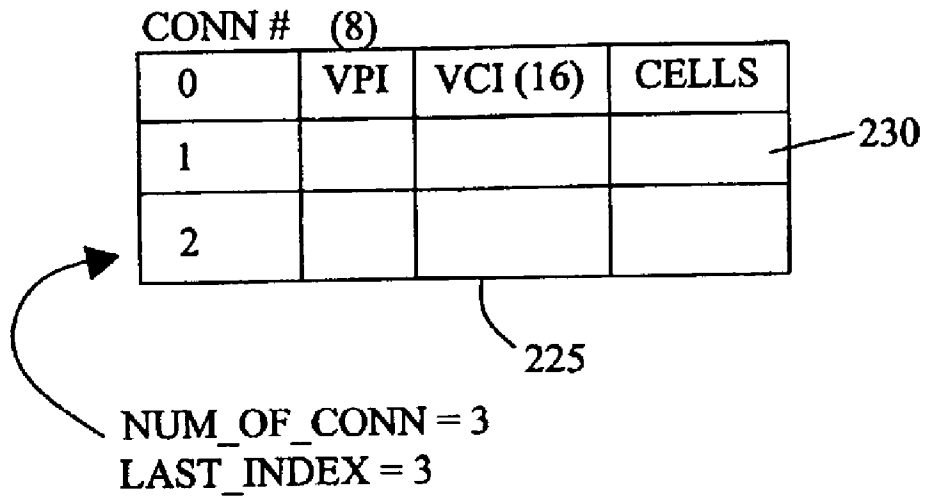 CONN # (8)
0 VPI VCI (16) CELLS
1
230
2
225
NUM_OF_CONN = 3
LAST_INDEX = 3